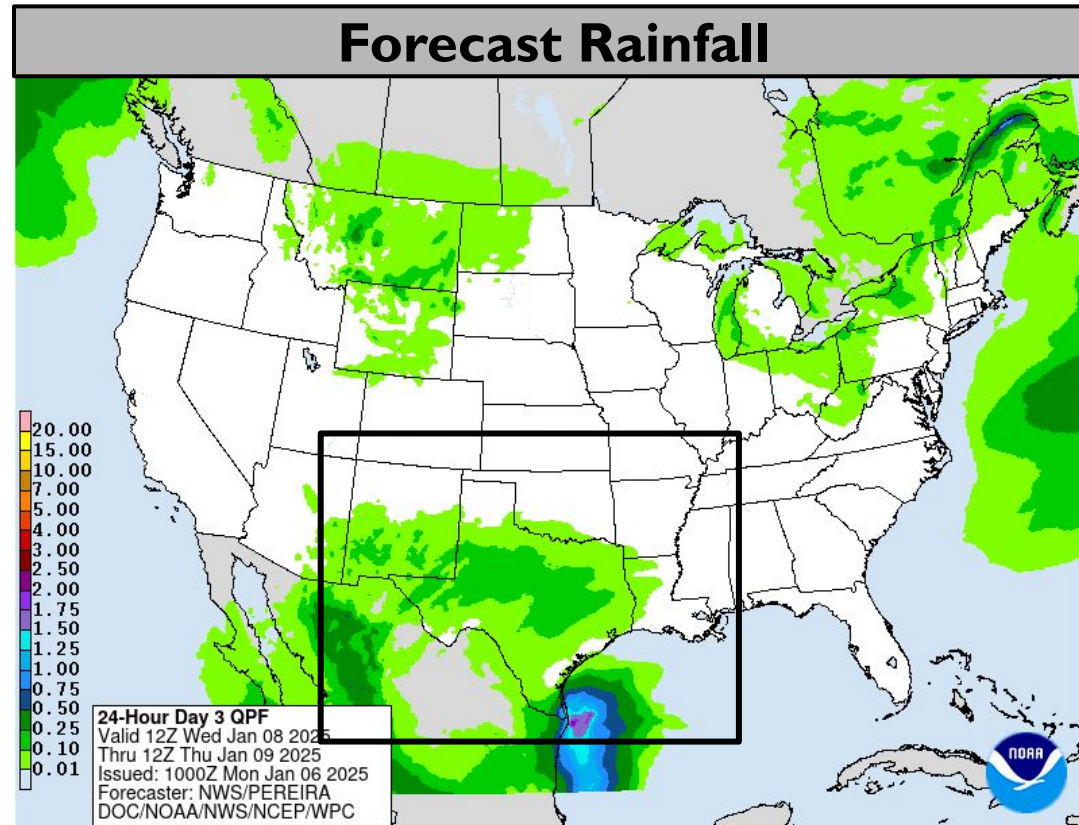 Forecast Rainfall
20.00
15.00
10.00
7.00
5.00
4.00
3.00
2.50
2.00
1.75
1.50
1.25
1.00
0.75
0.50
0.25
0.10
0.01
24-Hour Day 3 QPF
Valid 12Z Wed Jan 08 2025
Thru 12Z Thu Jan 09 2025
Issued: 1000Z Mon Jan 06 2025
Forecaster: NWS/PEREIRA
DOC/NOAA/NWS/NCEP/WPC
NOAA